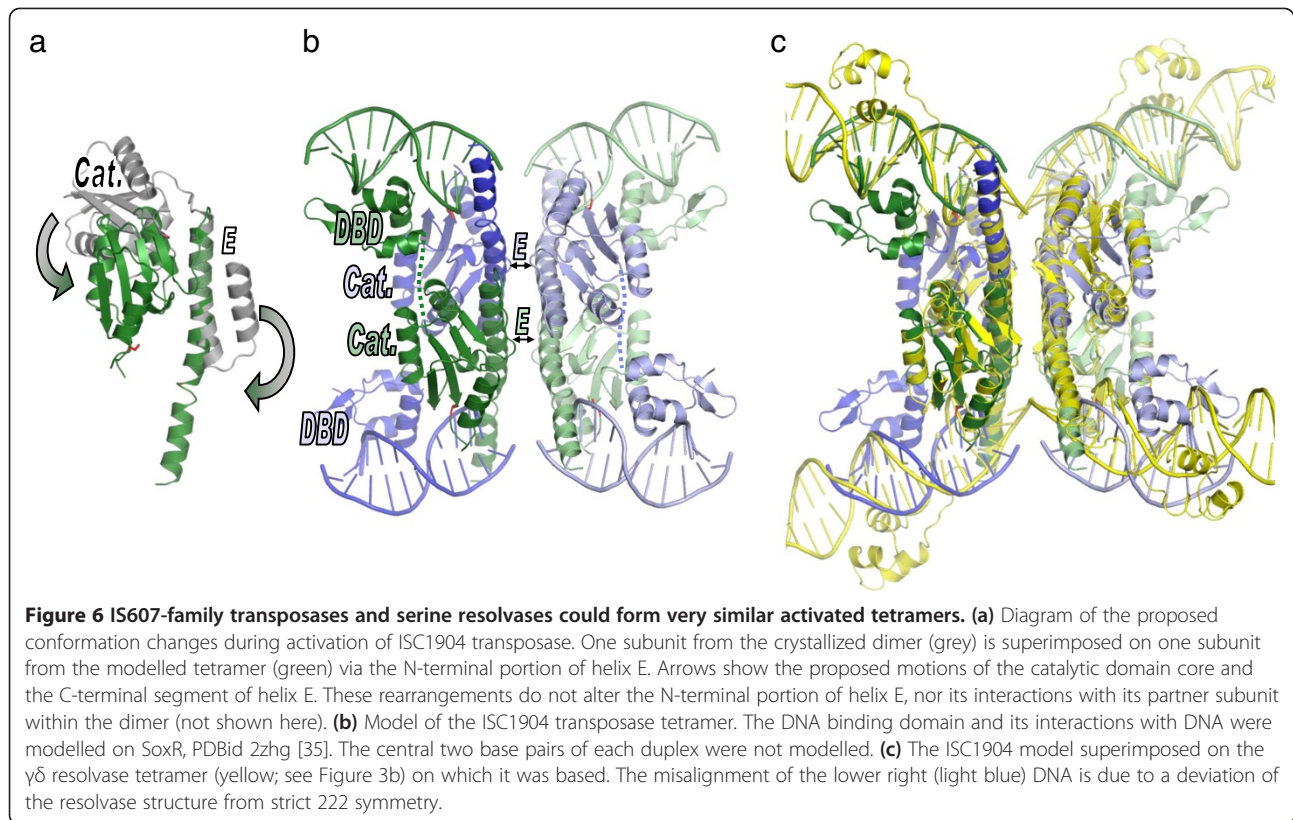 a
b
c
Cat.
E
DBD
Cat.
Cat.
DBD
E
E
Figure 6 IS607-family transposases and serine resolvases could form very similar activated tetramers. (a) Diagram of the proposed
conformation changes during activation of ISC1904 transposase. One subunit from the crystallized dimer (grey) is superimposed on one subunit
from the modelled tetramer (green) via the N-terminal portion of helix E. Arrows show the proposed motions of the catalytic domain core and
the C-terminal segment of helix E. These rearrangements do not alter the N-terminal portion of helix E, nor its interactions with its partner subunit
within the dimer (not shown here). (b) Model of the ISC1904 transposase tetramer. The DNA binding domain and its interactions with DNA were
modelled on SoxR, PDBid 2zhg [35]. The central two base pairs of each duplex were not modelled. (c) The ISC1904 model superimposed on the
γδ resolvase tetramer (yellow; see Figure 3b) on which it was based. The misalignment of the lower right (light blue) DNA is due to a deviation of
the resolvase structure from strict 222 symmetry.